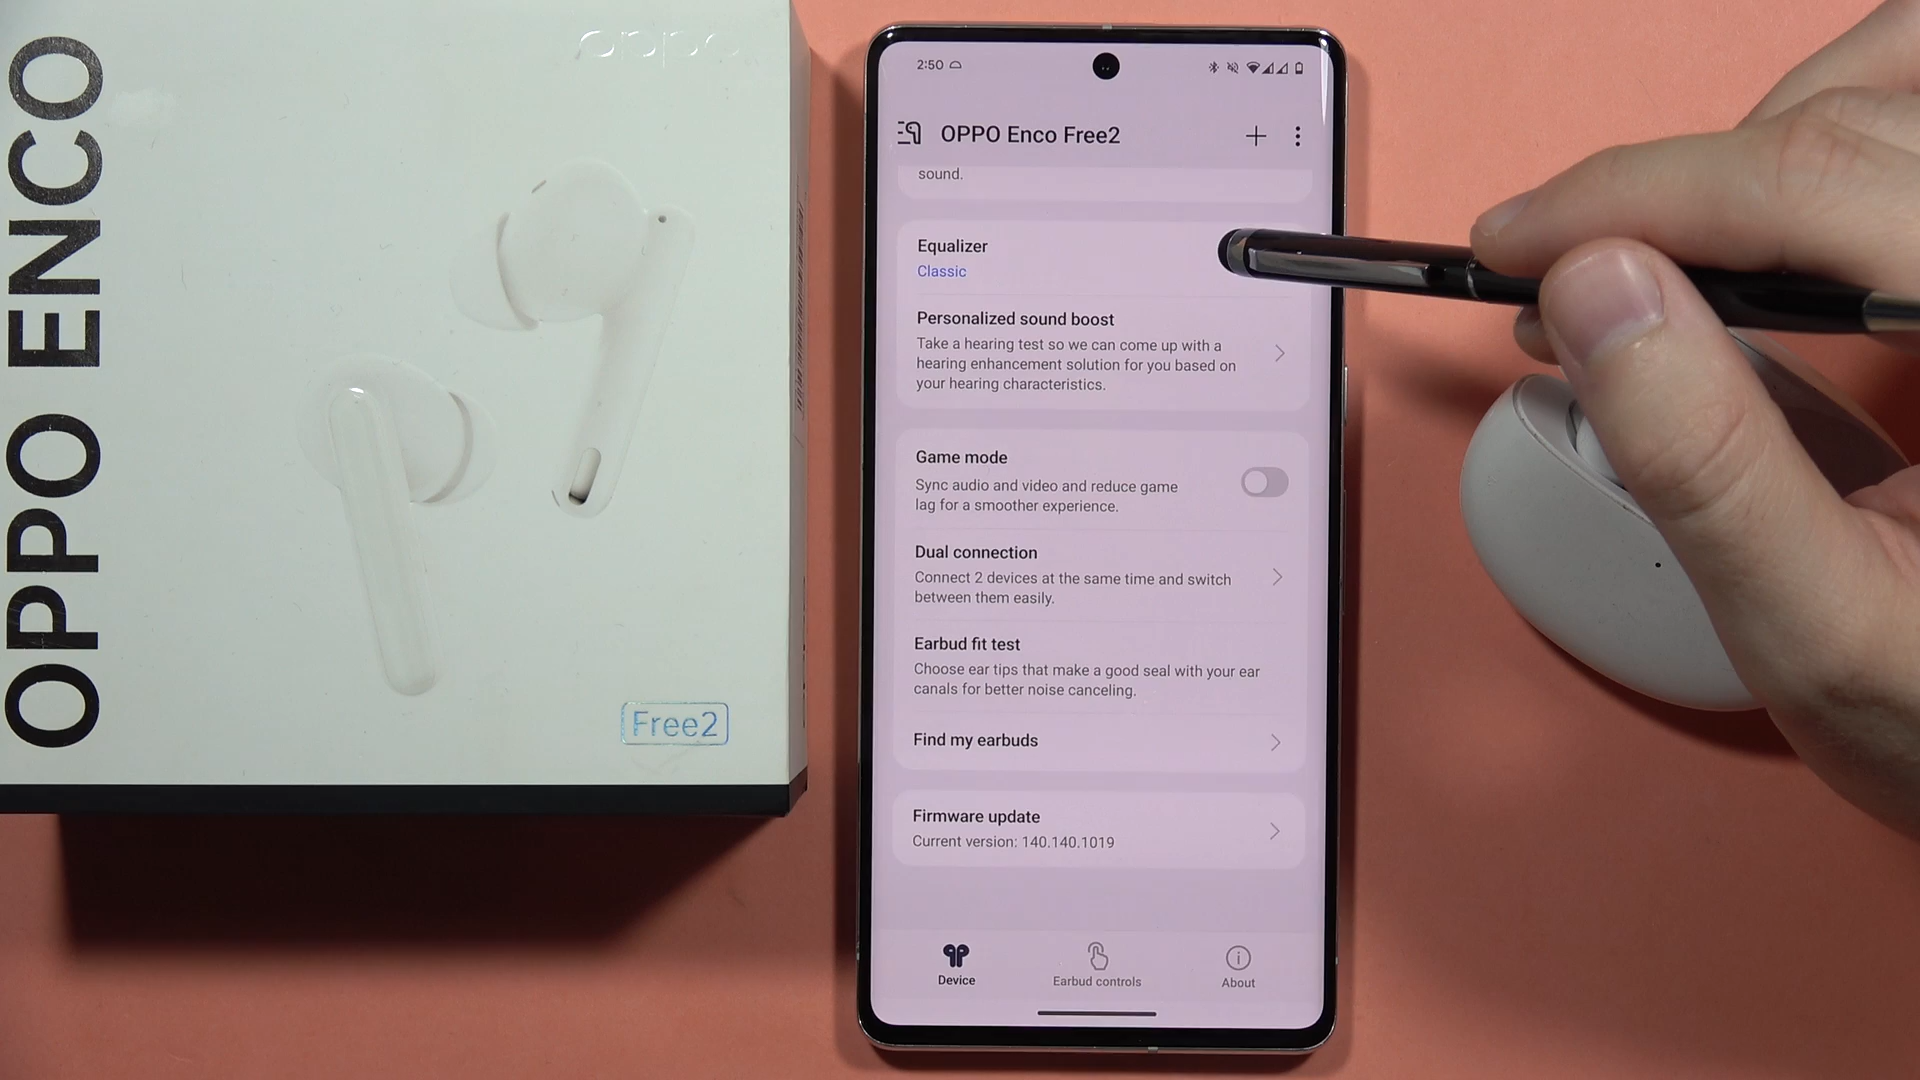 OPPO ENCO
oppo
Free2
2:50
OPPO Enco Free2
sound.
Equalizer
Classic
Personalized sound boost
Take a hearing test so we can come up with a
hearing enhancement solution for you based on
your hearing characteristics.
Game mode
Sync audio and video and reduce game
lag for a smoother experience.
Dual connection
Connect 2 devices at the same time and switch
between them easily.
Earbud fit test
Choose ear tips that make a good seal with your ear
canals for better noise canceling.
Find my earbuds
Firmware update
Current version: 140.140.1019
Device
Earbud controls
About